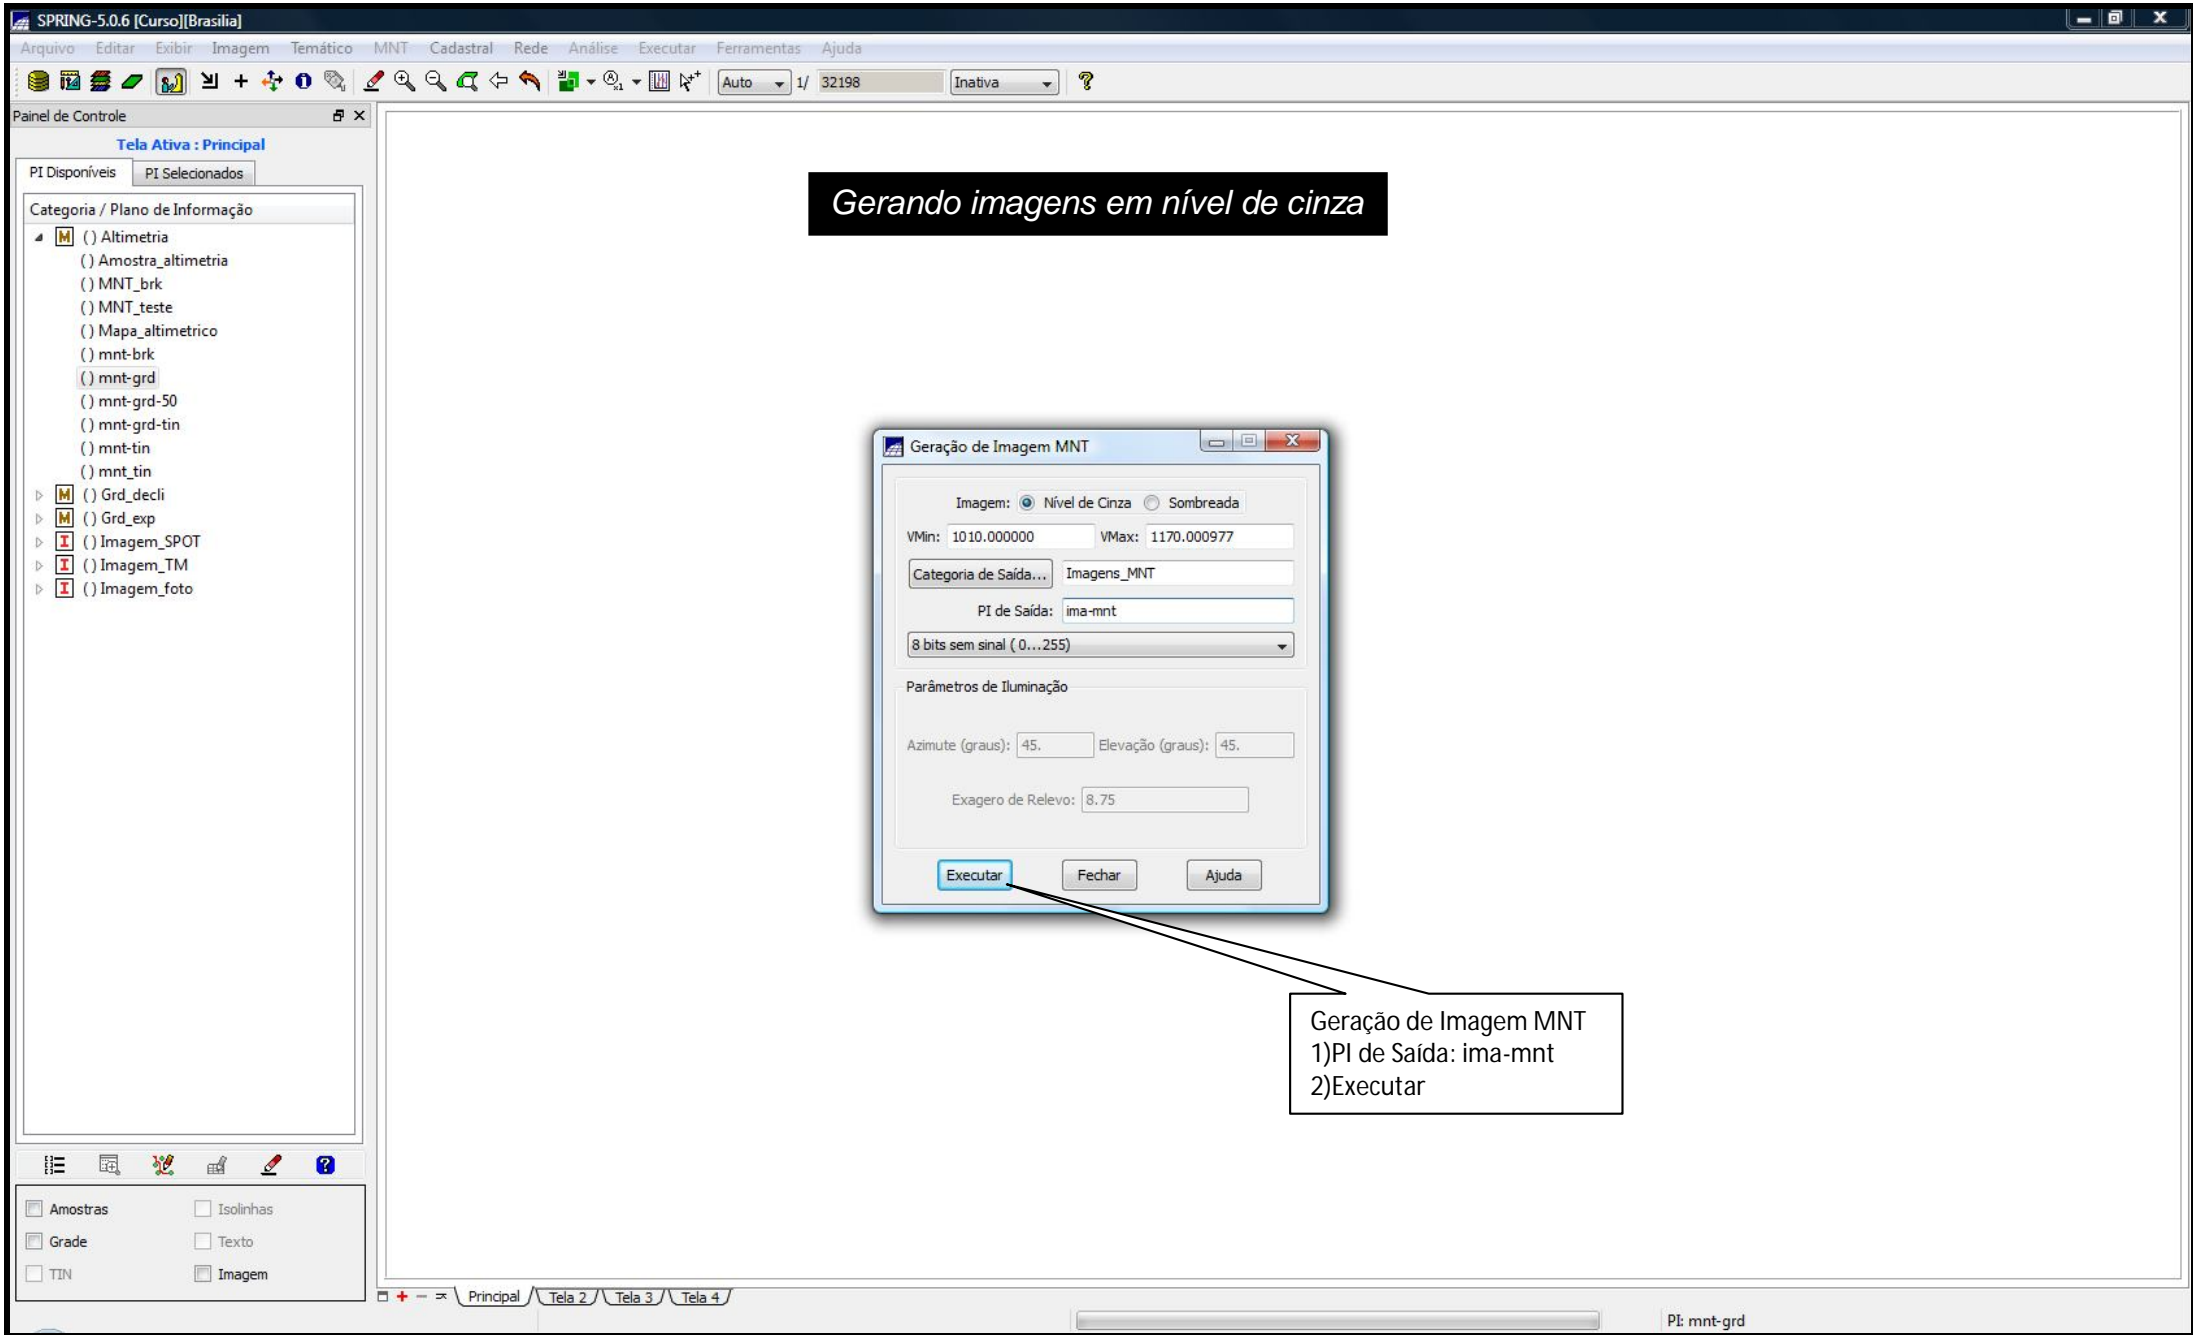 SPRING-5.0.6 [Curso][Brasilia]
Arquivo Editar Exibir Imagem Temático MNT Cadastral Rede Análise Executar Ferramentas Ajuda
Auto 1/ 32198 Inativa
Painel de Controle
Tela Ativa : Principal
PI Disponíveis PI Selecionados
Categoria / Plano de Informação
M ( ) Altimetria
( ) Amostra_altimetria
( ) MNT_brk
( ) MNT_teste
( ) Mapa_altimetrico
( ) mnt-brk
( ) mnt-grd
( ) mnt-grd-50
( ) mnt-grd-tin
( ) mnt-tin
( ) mnt_tin
M ( ) Grd_decli
M ( ) Grd_exp
I ( ) Imagem_SPOT
I ( ) Imagem_TM
I ( ) Imagem_foto
Gerando imagens em nível de cinza
Geração de Imagem MNT
Imagem: Nível de Cinza Sombreada
VMin: 1010.000000 VMax: 1170.000977
Categoria de Saída... Imagens_MNT
PI de Saída: ima-mnt
8 bits sem sinal ( 0...255)
Parâmetros de Iluminação
Azimute (graus): 45. Elevação (graus): 45.
Exagero de Relevo: 8.75
Executar Fechar Ajuda
Geração de Imagem MNT
1)PI de Saída: ima-mnt
2)Executar
Amostras Isolinhas
Grade Texto
TIN Imagem
Principal Tela 2 Tela 3 Tela 4
PI: mnt-grd